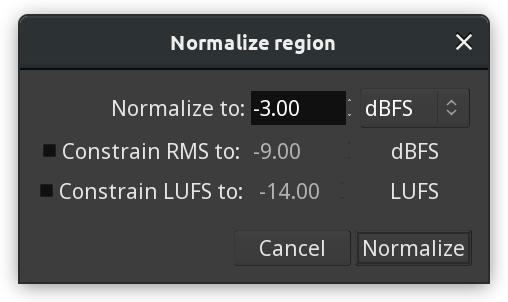 Normalize region
Normalize to: -3.00 dBFS
Constrain RMS to: -9.00 dBFS
Constrain LUFS to: -14.00 LUFS
Cancel Normalize